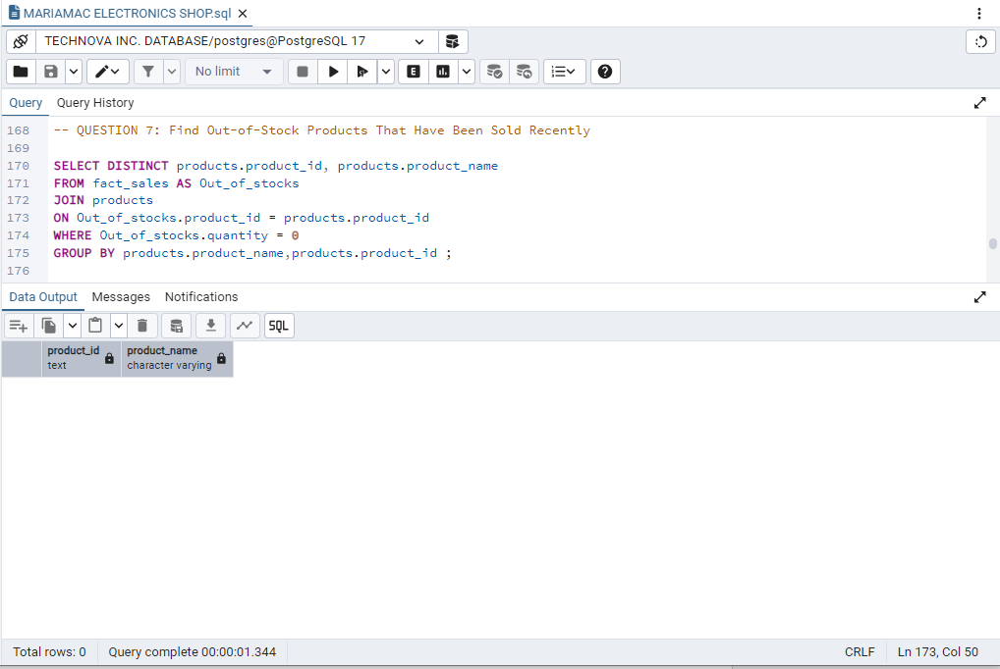 MARIAMAC ELECTRONICS SHOP.sql
TECHNOVA INC. DATABASE/postgres@PostgreSQL 17
No limit
E
Query Query History
168 -- QUESTION 7: Find Out-of-Stock Products That Have Been Sold Recently
169
170 SELECT DISTINCT products.product_id, products.product_name
171 FROM fact_sales AS Out_of_stocks
172 JOIN products
173 ON Out_of_stocks.product_id = products.product_id
174 WHERE Out_of_stocks.quantity = 0
175 GROUP BY products.product_name,products.product_id ;
176
Data Output Messages Notifications
SQL
product_id product_name
text character varying
Total rows: 0 Query complete 00:00:01.344 CRLF Ln 173, Col 50